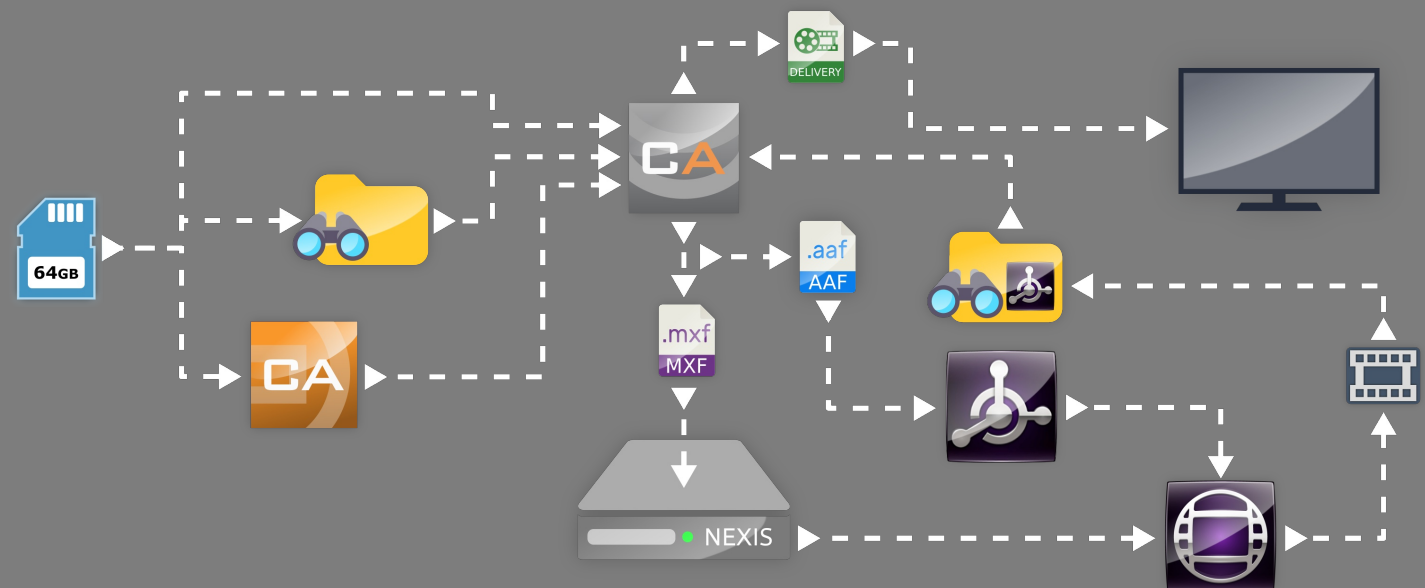 DELIVERY
CA
64GB
.aaf
AAF
.mxf
MXF
CA
NEXIS